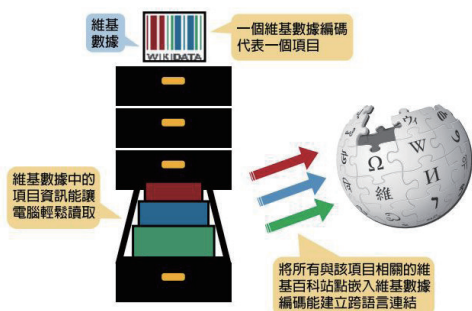 維基
數據
WIKIDATA
一個維基數據編碼
代表一個項目
維基數據中的
項目資訊能讓
電腦輕鬆讀取
Ω
W
維
И
將所有與該項目相關的維
基百科站點嵌入維基數據
編碼能建立跨語言連結